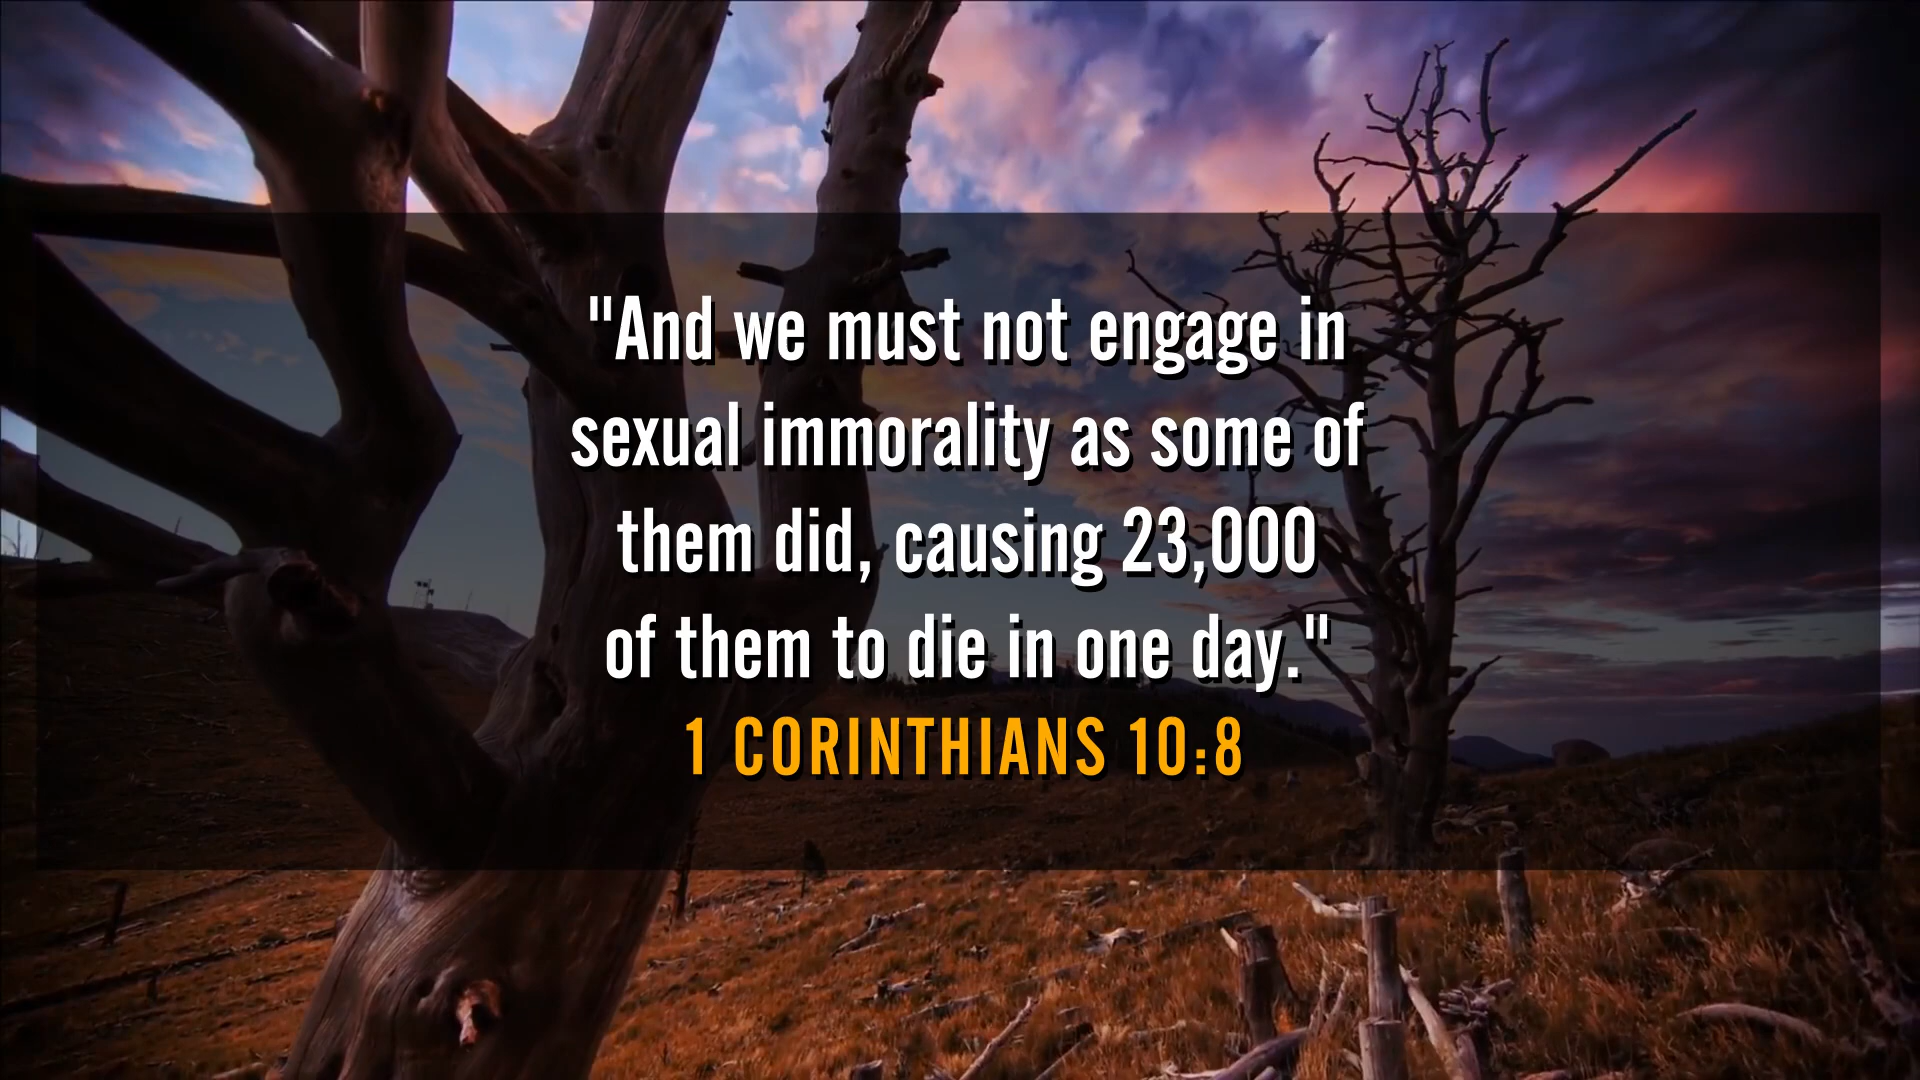 "And we must not engage in
sexual immorality as some of
them did, causing 23,000
of them to die in one day."
1 CORINTHIANS 10:8